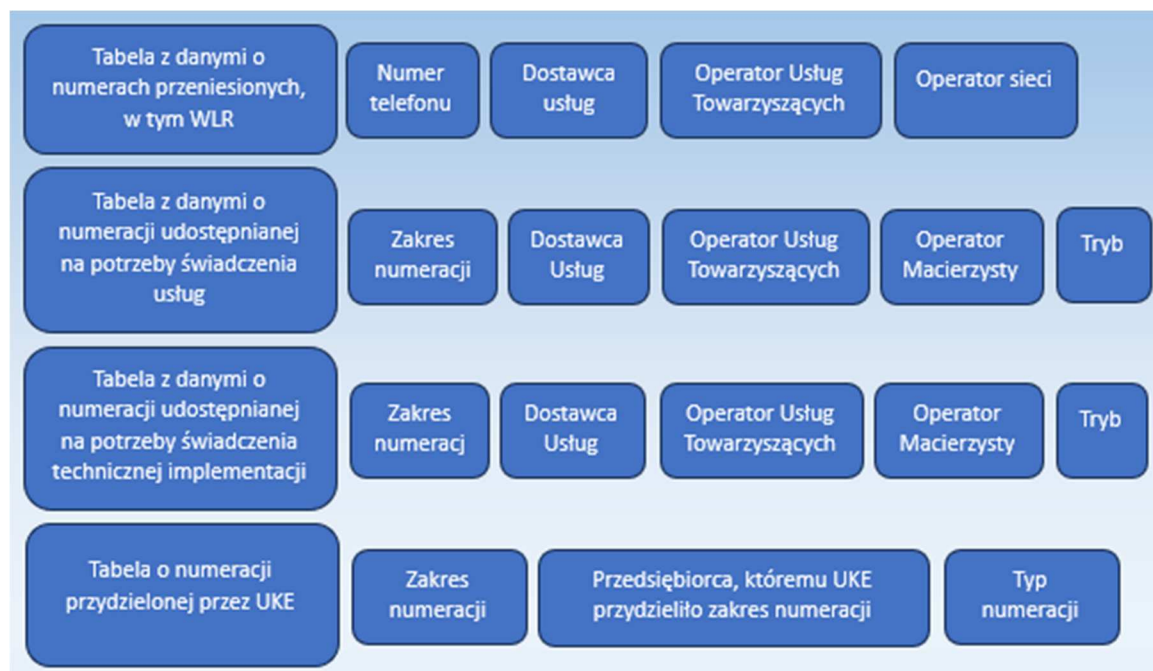 Tabela z danymi o
numerach przeniesionych,
w tym WLR
Numer
telefonu
Dostawca
usług
Operator Usług
Towarzyszących
Operator sieci
Tabela z danymi o
numeracji udostępnianej
na potrzeby świadczenia
usług
Zakres
numeracji
Dostawca
Usług
Operator Usług
Towarzyszących
Operator
Macierzysty
Tryb
Tabela z danymi o
numeracji udostępnianej
na potrzeby świadczenia
technicznej implementacji
Zakres
numeracj
Dostawca
Usług
Operator Usług
Towarzyszących
Operator
Macierzysty
Tryb
Tabela o numeracji
przydzielonej przez UKE
Zakres
numeracji
Przedsiębiorca, któremu UKE
przydzieliło zakres numeracji
Typ
numeracji